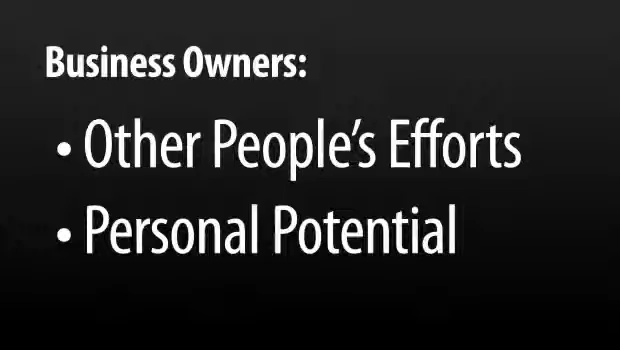 Business Owners:
• Other People's Efforts
• Personal Potential